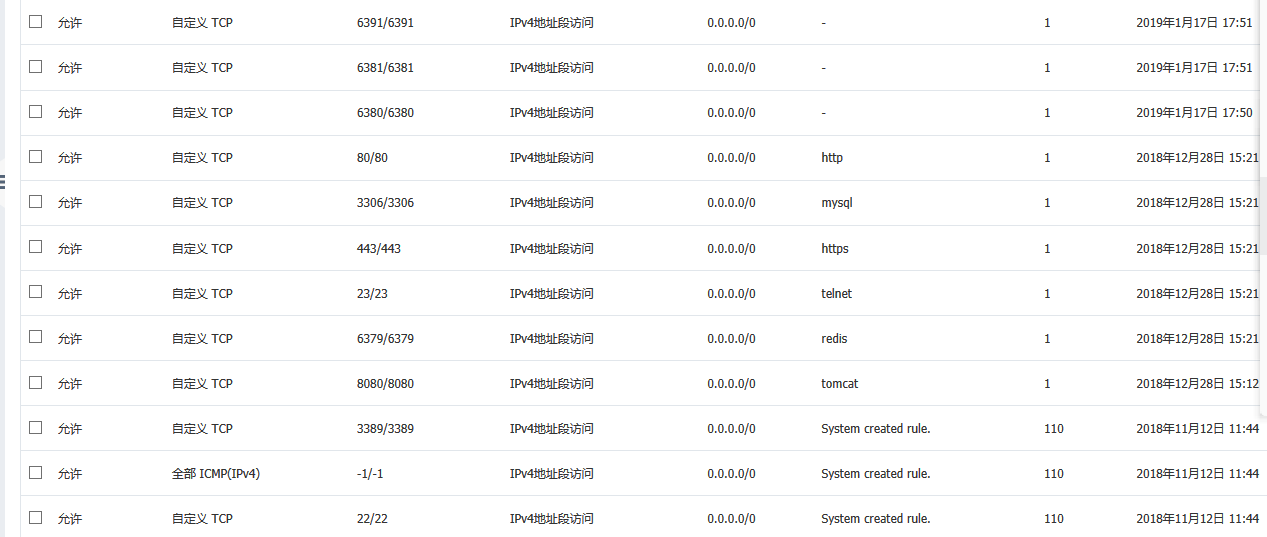 允许 自定义 TCP 6391/6391 IPv4地址段访问 0.0.0.0/0 - 1 2019年1月17日 17:51
允许 自定义 TCP 6381/6381 IPv4地址段访问 0.0.0.0/0 - 1 2019年1月17日 17:51
允许 自定义 TCP 6380/6380 IPv4地址段访问 0.0.0.0/0 - 1 2019年1月17日 17:50
允许 自定义 TCP 80/80 IPv4地址段访问 0.0.0.0/0 http 1 2018年12月28日 15:21
允许 自定义 TCP 3306/3306 IPv4地址段访问 0.0.0.0/0 mysql 1 2018年12月28日 15:21
允许 自定义 TCP 443/443 IPv4地址段访问 0.0.0.0/0 https 1 2018年12月28日 15:21
允许 自定义 TCP 23/23 IPv4地址段访问 0.0.0.0/0 telnet 1 2018年12月28日 15:21
允许 自定义 TCP 6379/6379 IPv4地址段访问 0.0.0.0/0 redis 1 2018年12月28日 15:21
允许 自定义 TCP 8080/8080 IPv4地址段访问 0.0.0.0/0 tomcat 1 2018年12月28日 15:12
允许 自定义 TCP 3389/3389 IPv4地址段访问 0.0.0.0/0 System created rule. 110 2018年11月12日 11:44
允许 全部 ICMP(IPv4) -1/-1 IPv4地址段访问 0.0.0.0/0 System created rule. 110 2018年11月12日 11:44
允许 自定义 TCP 22/22 IPv4地址段访问 0.0.0.0/0 System created rule. 110 2018年11月12日 11:44